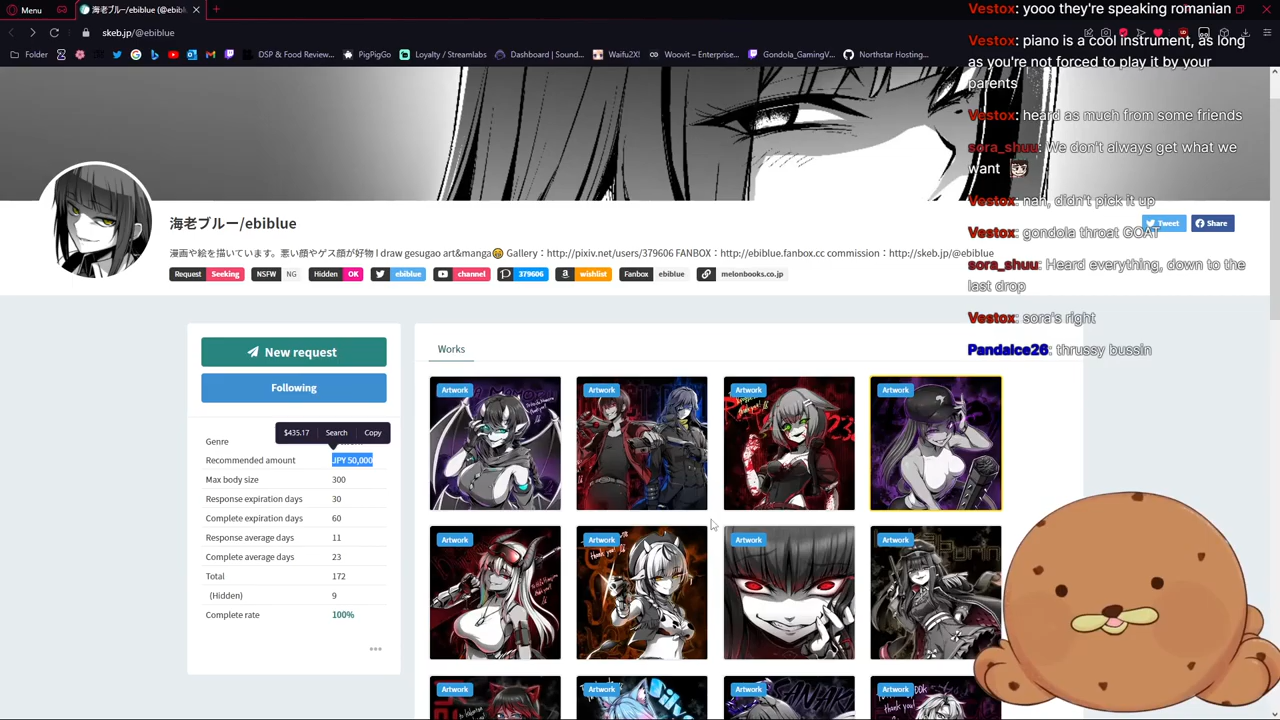 Menu
海老ブルー/ebiblue (@ebib
skeb.jp/@ebiblue
Folder
DSP & Food Review...
PigPigGo
Loyalty / Streamlabs
Dashboard | Sound...
Waifu2X!
Woovit – Enterprise...
Gondola_GamingV...
Northstar Hosting...
Vestox: yooo they're speaking romanian
Vestox: piano is a cool instrument, as long
as you're not forced to play it by your
parents
Vestox: heard as much from some friends
sora_shuu: We don't always get what we
want
Vestox: nah, didn't pick it up
Vestox: gondola throat GOAT
sora_shuu: Heard everything, down to the
last drop
Vestox: sora's right
Pandaice26: thrussy bussin
海老ブルー/ebiblue
Tweet
Share
漫画や絵を描いています。悪い顔やゲス顔が好物 I draw gesugao art&manga Gallery：http://pixiv.net/users/379606 FANBOX：http://ebiblue.fanbox.cc commission：http://skeb.jp/@ebiblue
Request Seeking
NSFW NG
Hidden OK
ebiblue
channel
379606
wishlist
Fanbox ebiblue
melonbooks.co.jp
New request
Following
$435.17 Search Copy
Genre
Recommended amount JPY 50,000
Max body size 300
Response expiration days 30
Complete expiration days 60
Response average days 11
Complete average days 23
Total 172
(Hidden) 9
Complete rate 100%
Works
Artwork
Artwork
Artwork
Artwork
Artwork
Artwork
Artwork
Artwork
Artwork
Artwork
Artwork
Artwork